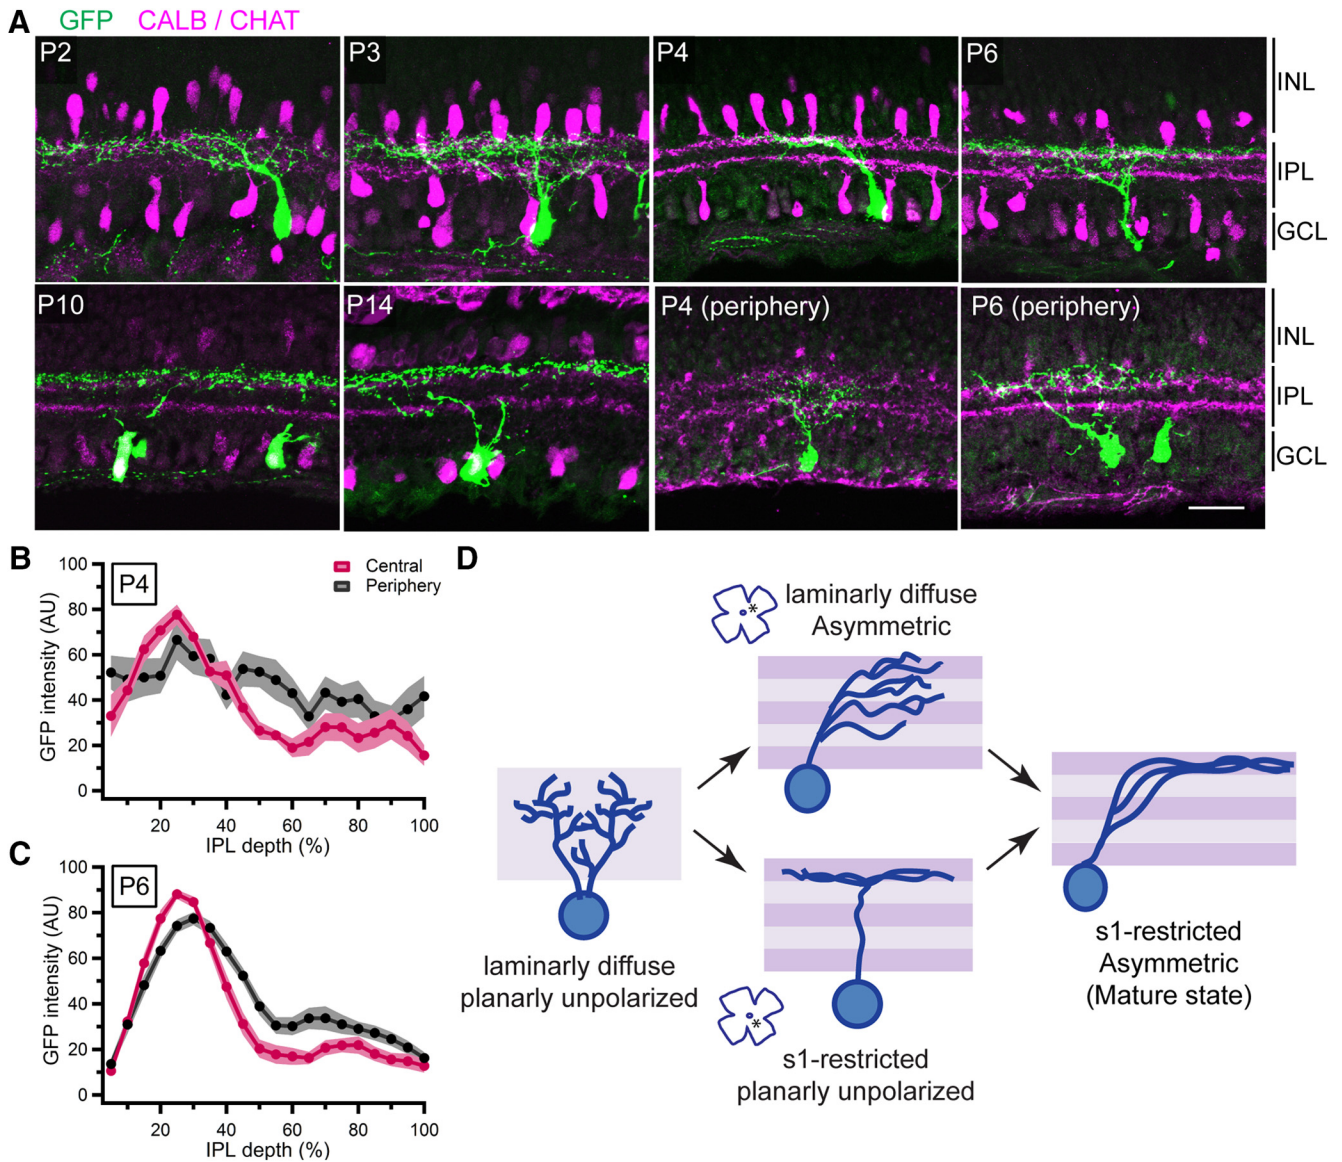 A
GFP CALB / CHAT
P2
P3
P4
P6
INL
IPL
GCL
P10
P14
P4 (periphery)
P6 (periphery)
INL
IPL
GCL
B
P4
Central
Periphery
GFP intensity (AU)
100
80
60
40
20
0
20 40 60 80 100
IPL depth (%)
C
P6
GFP intensity (AU)
100
80
60
40
20
0
20 40 60 80 100
IPL depth (%)
D
*
laminarly diffuse
Asymmetric
laminarly diffuse
planarly unpolarized
*
s1-restricted
planarly unpolarized
s1-restricted
Asymmetric
(Mature state)